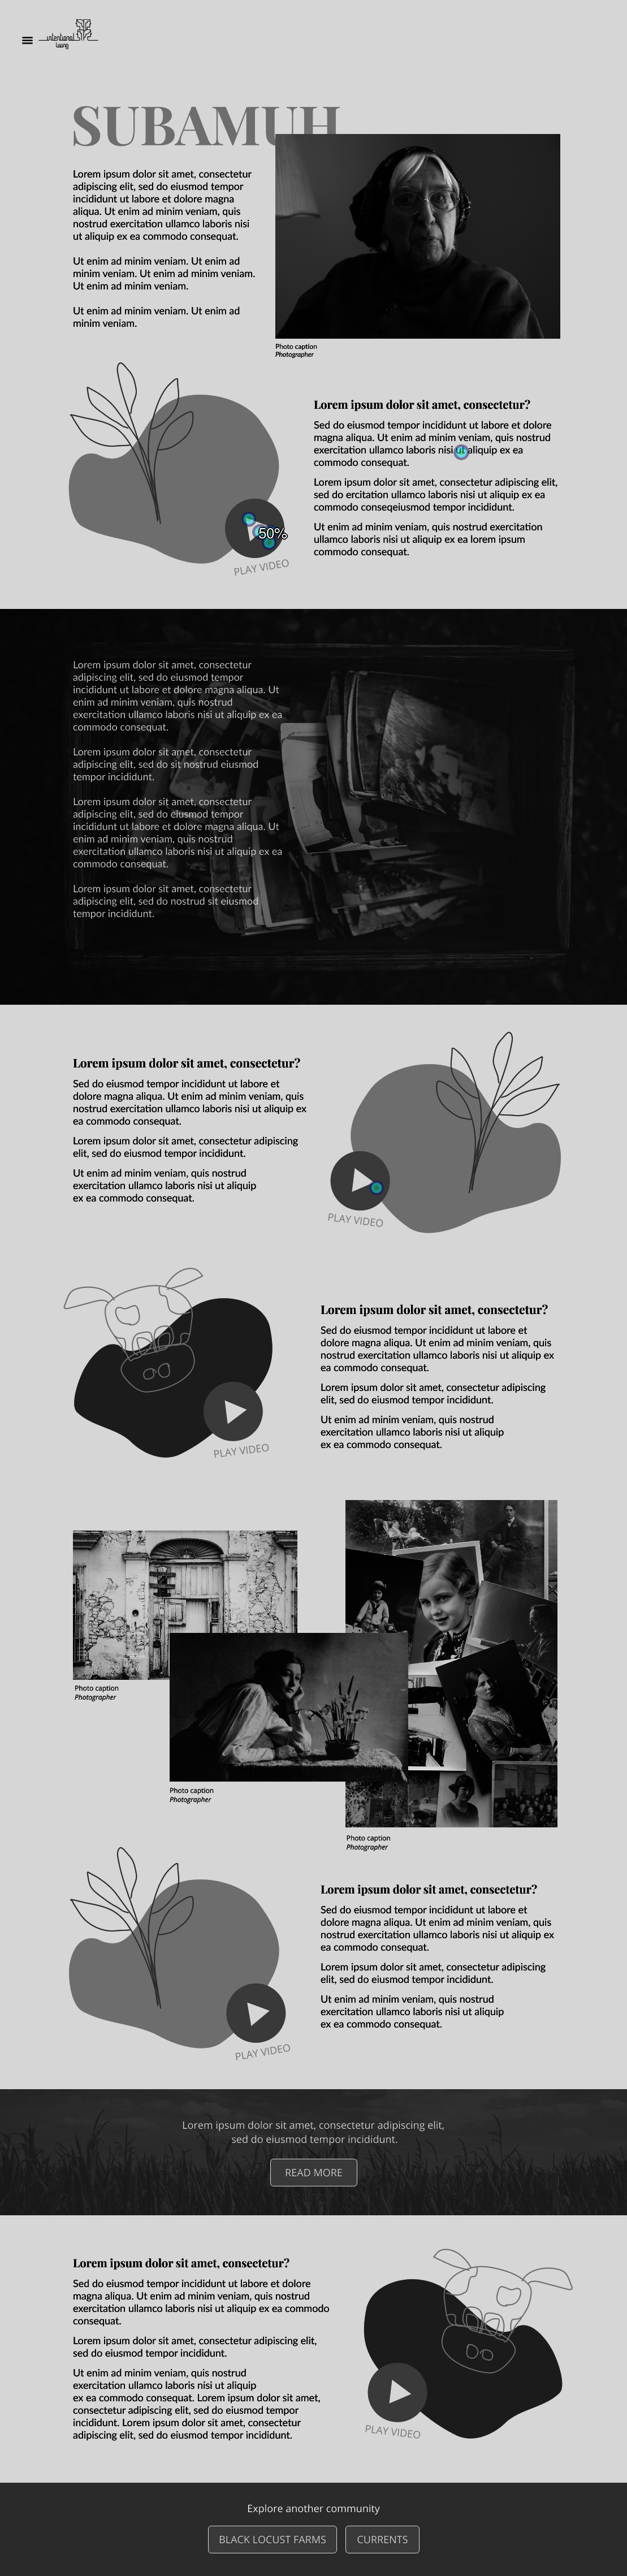 intentional
living
SUBAMUH
Lorem ipsum dolor sit amet, consectetur
adipiscing elit, sed do eiusmod tempor
incididunt ut labore et dolore magna
aliqua. Ut enim ad minim veniam, quis
nostrud exercitation ullamco laboris nisi
ut aliquip ex ea commodo consequat.
Ut enim ad minim veniam. Ut enim ad
minim veniam. Ut enim ad minim veniam.
Ut enim ad minim veniam.
Ut enim ad minim veniam. Ut enim ad
minim veniam.
Photo caption
Photographer
Lorem ipsum dolor sit amet, consectetur?
Sed do eiusmod tempor incididunt ut labore et dolore
magna aliqua. Ut enim ad minim veniam, quis nostrud
exercitation ullamco laboris nisi ut aliquip ex ea
commodo consequat.
Lorem ipsum dolor sit amet, consectetur adipiscing elit,
sed do ercitation ut labore et ullamco laboris nisi ut aliquip ex ea
commodo conseqeiusmod tempor incididunt.
Ut enim ad minim veniam, quis nostrud exercitation
ullamco laboris nisi ut aliquip ex ea lorem ipsum
commodo consequat.
50%
PLAY VIDEO
Lorem ipsum dolor sit amet, consectetur
adipiscing elit, sed do eiusmod tempor
incididunt ut labore et dolore magna aliqua. Ut
enim ad minim veniam, quis nostrud
exercitation ullamco laboris nisi ut aliquip ex ea
commodo consequat.
Lorem ipsum dolor sit amet, consectetur
adipiscing elit, sed do sit nostrud eiusmod
tempor incididunt.
Lorem ipsum dolor sit amet, consectetur
adipiscing elit, sed do eiusmod tempor
incididunt ut labore et dolore magna aliqua. Ut
enim ad minim veniam, quis nostrud
exercitation ullamco laboris nisi ut aliquip ex ea
commodo consequat.
Lorem ipsum dolor sit amet, consectetur
adipiscing elit, sed do nostrud sit eiusmod
tempor incididunt.
Lorem ipsum dolor sit amet, consectetur?
Sed do eiusmod tempor incididunt ut labore et
dolore magna aliqua. Ut enim ad minim veniam, quis
nostrud exercitation ullamco laboris nisi ut aliquip ex
ea commodo consequat.
Lorem ipsum dolor sit amet, consectetur adipiscing
elit, sed do eiusmod tempor incididunt.
Ut enim ad minim veniam, quis nostrud
exercitation ullamco laboris nisi ut aliquip
ex ea commodo consequat.
PLAY VIDEO
Lorem ipsum dolor sit amet, consectetur?
Sed do eiusmod tempor incididunt ut labore et
dolore magna aliqua. Ut enim ad minim veniam, quis
nostrud exercitation ullamco laboris nisi ut aliquip ex
ea commodo consequat.
Lorem ipsum dolor sit amet, consectetur adipiscing
elit, sed do eiusmod tempor incididunt.
Ut enim ad minim veniam, quis nostrud
exercitation ullamco laboris nisi ut aliquip
ex ea commodo consequat.
PLAY VIDEO
Photo caption
Photographer
Photo caption
Photographer
Photo caption
Photographer
Lorem ipsum dolor sit amet, consectetur?
Sed do eiusmod tempor incididunt ut labore et
dolore magna aliqua. Ut enim ad minim veniam, quis
nostrud exercitation ullamco laboris nisi ut aliquip ex
ea commodo consequat.
Lorem ipsum dolor sit amet, consectetur adipiscing
elit, sed do eiusmod tempor incididunt.
Ut enim ad minim veniam, quis nostrud
exercitation ullamco laboris nisi ut aliquip
ex ea commodo consequat.
PLAY VIDEO
Lorem ipsum dolor sit amet, consectetur adipiscing elit,
sed do eiusmod tempor incididunt.
READ MORE
Lorem ipsum dolor sit amet, consectetur?
Sed do eiusmod tempor incididunt ut labore et dolore
magna aliqua. Ut enim ad minim veniam, quis nostrud
exercitation ullamco laboris nisi ut aliquip ex ea commodo
consequat.
Lorem ipsum dolor sit amet, consectetur adipiscing elit,
sed do eiusmod tempor incididunt.
Ut enim ad minim veniam, quis nostrud
exercitation ullamco laboris nisi ut aliquip
ex ea commodo consequat. Lorem ipsum dolor sit amet,
consectetur adipiscing elit, sed do eiusmod tempor
incididunt. Lorem ipsum dolor sit amet, consectetur
adipiscing elit, sed do eiusmod tempor incididunt.
PLAY VIDEO
Explore another community
BLACK LOCUST FARMS
CURRENTS